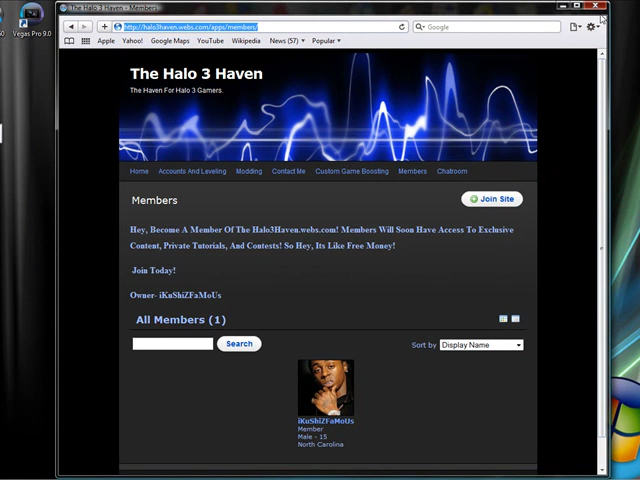 The Halo 3 Haven - Members
Vegas Pro 9.0
http://halo3haven.webs.com/apps/members/
Google
Apple Yahoo! Google Maps YouTube Wikipedia News (57) Popular
The Halo 3 Haven
The Haven For Halo 3 Gamers.
Home Accounts And Leveling Modding Contact Me Custom Game Boosting Members Chatroom
Members
Join Site
Hey, Become A Member Of The Halo3Haven.webs.com! Members Will Soon Have Access To Exclusive
Content, Private Tutorials, And Contests! So Hey, Its Like Free Money!
Join Today!
Owner- iKuShiZFaMoUs
All Members (1)
Search
Sort by Display Name
iKuShiZFaMoUs
Member
Male - 15
North Carolina